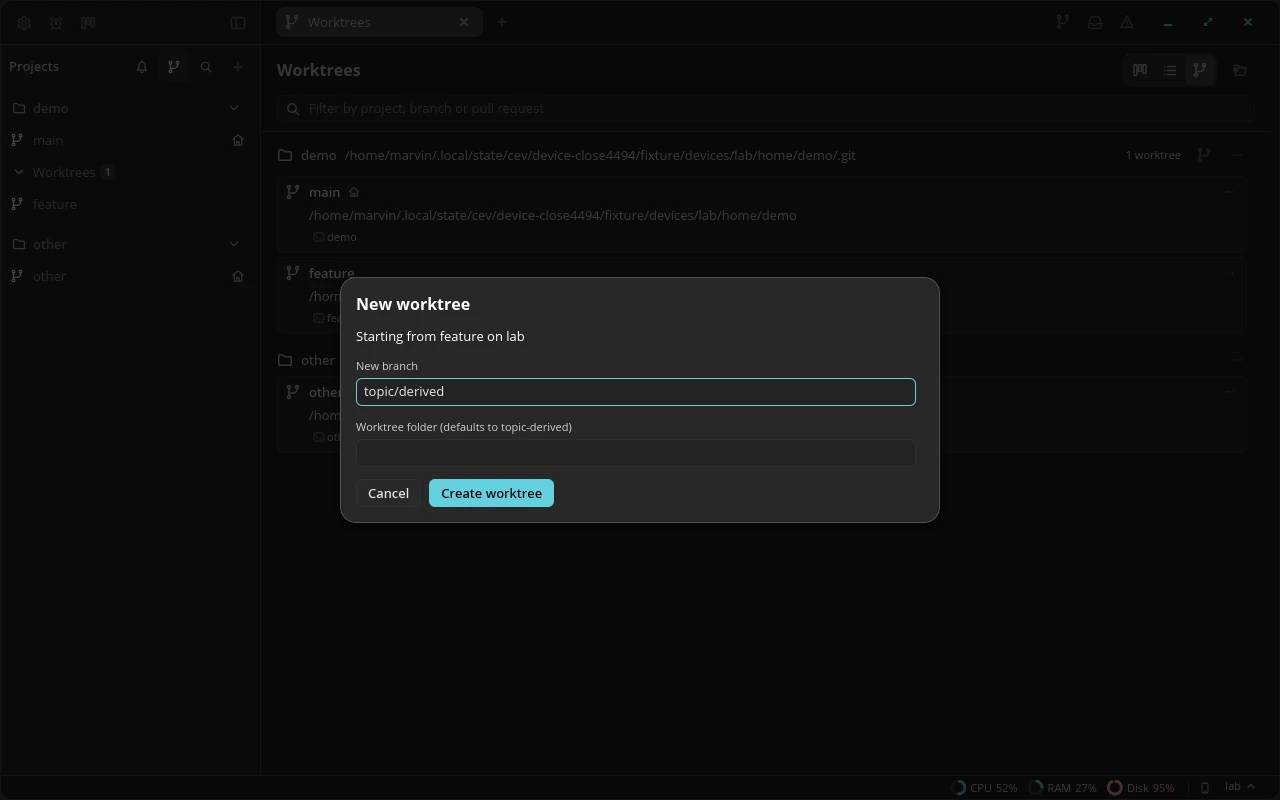 Worktrees
Projects
Worktrees
Filter by project, branch or pull request
demo
main
Worktrees 1
feature
other
other
demo /home/marvin/.local/state/cev/device-close4494/fixture/devices/lab/home/demo/.git 1 worktree
main
/home/marvin/.local/state/cev/device-close4494/fixture/devices/lab/home/demo
demo
feature
other
New worktree
Starting from feature on lab
New branch
topic/derived
Worktree folder (defaults to topic-derived)
Cancel Create worktree
CPU 52% RAM 27% Disk 95% lab